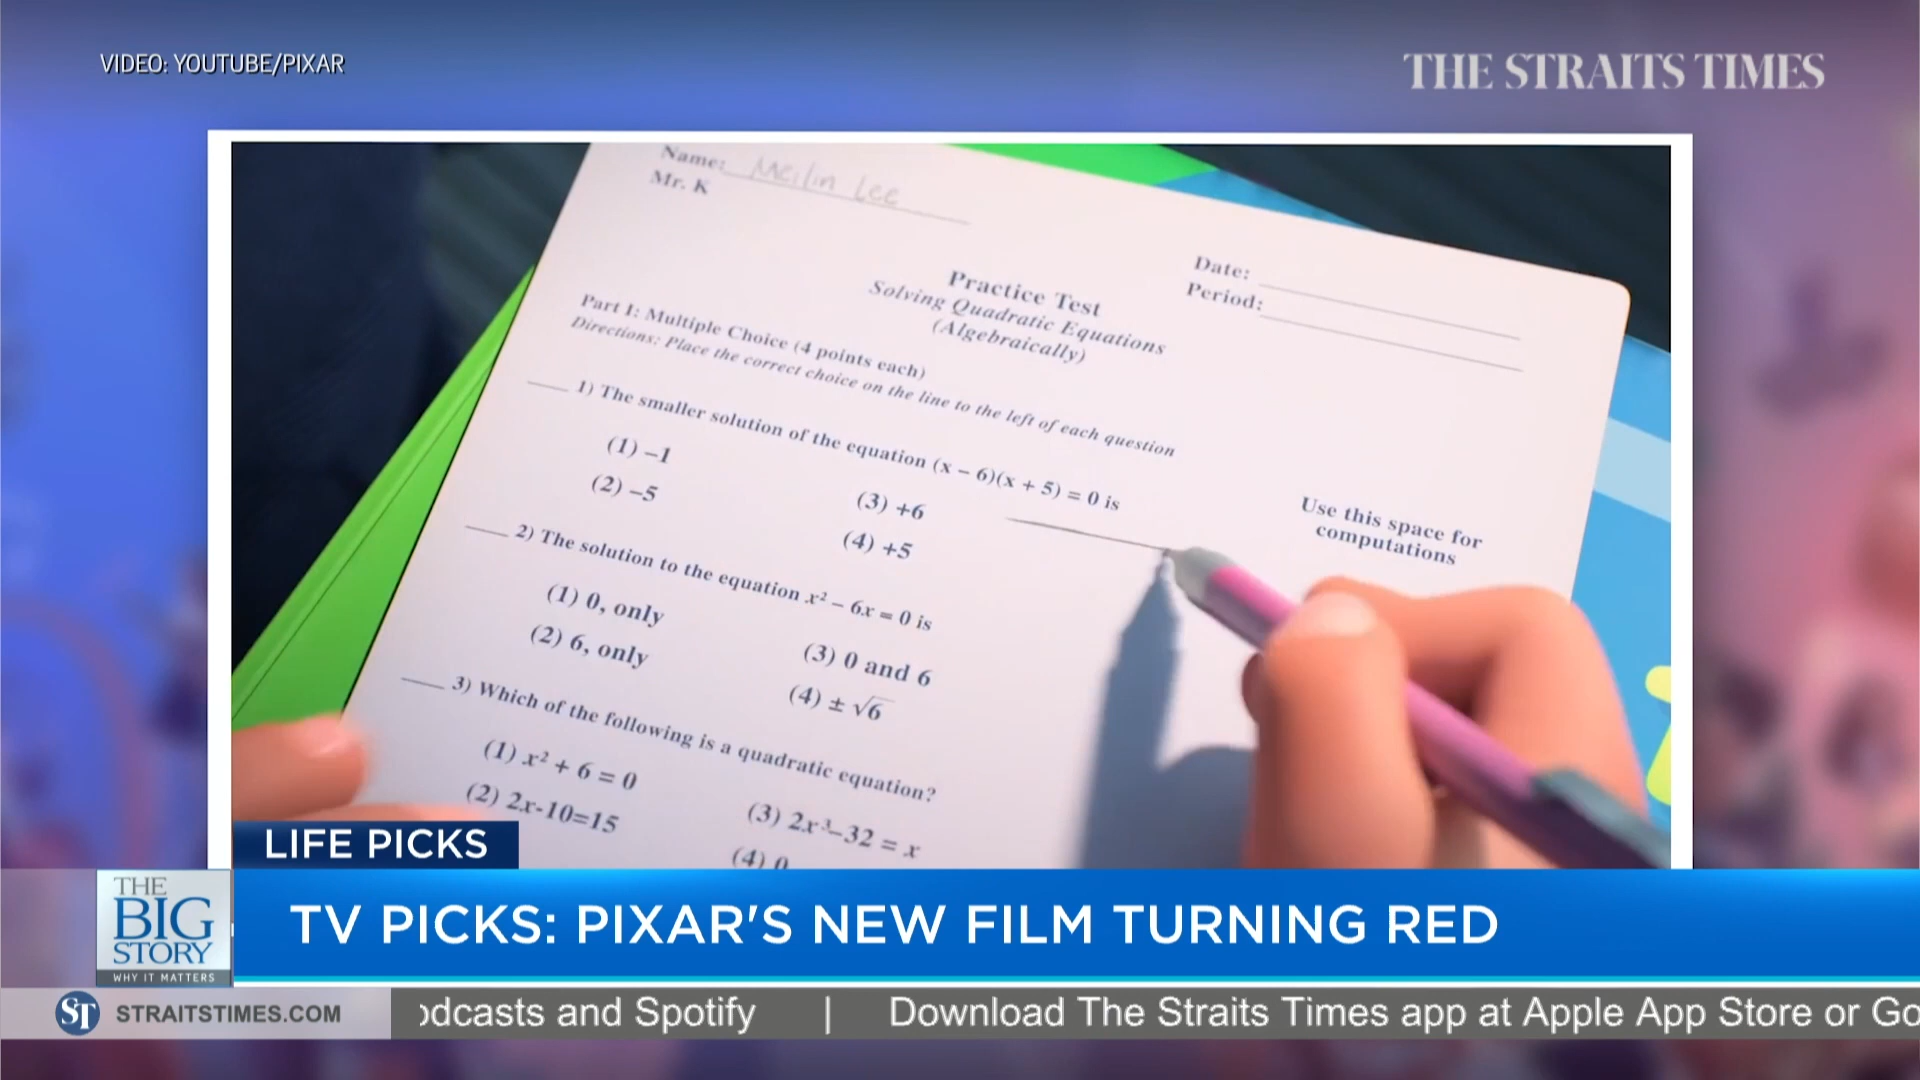 VIDEO: YOUTUBE/PIXAR
THE STRAITS TIMES
Name: Meilin Lee
Mr. K
Date:
Period:
Practice Test
Solving Quadratic Equations
(Algebraically)
Part I: Multiple Choice (4 points each)
Directions: Place the correct choice on the line to the left of each question
1) The smaller solution of the equation (x – 6)(x + 5) = 0 is
(1) –1
(2) –5
(3) +6
(4) +5
Use this space for
computations
2) The solution to the equation x² – 6x = 0 is
(1) 0, only
(2) 6, only
(3) 0 and 6
(4) ± √6
3) Which of the following is a quadratic equation?
(1) x² + 6 = 0
(2) 2x-10=15
(3) 2x³–32 = x
(4) 0
LIFE PICKS
THE
BIG
STORY
WHY IT MATTERS
TV PICKS: PIXAR'S NEW FILM TURNING RED
ST STRAITSTIMES.COM
odcasts and Spotify | Download The Straits Times app at Apple App Store or Go